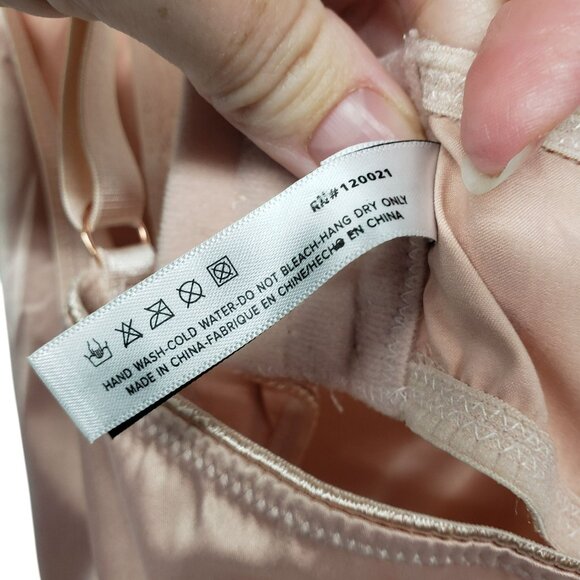 RN# 120021
HAND WASH-COLD WATER-DO NOT BLEACH-HANG DRY ONLY
MADE IN CHINA-FABRIQUE EN CHINE/HECHO EN CHINA